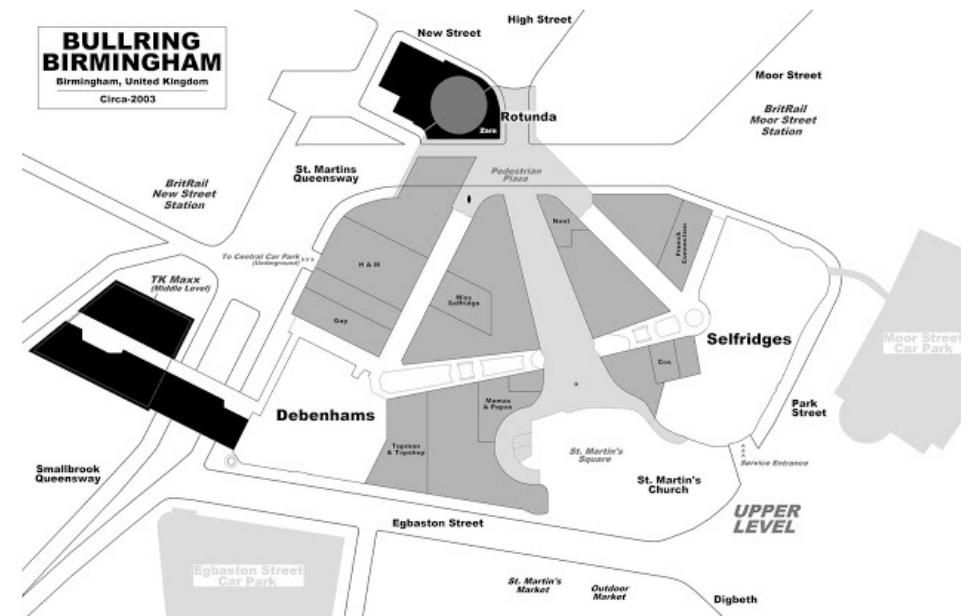 BULLRING
BIRMINGHAM
Birmingham, United Kingdom
Circa-2003
High Street
New Street
Moor Street
BritRail
Moor Street
Station
Rotunda
Zara
St. Martins
Queensway
Pedestrian
Plaza
BritRail
New Street
Station
To Central Car Park
(Underground)
>>>
H & M
Next
French
Connection
TK Maxx
(Middle Level)
Miss
Selfridge
Gap
Selfridges
Moor Street
Car Park
Cos
Debenhams
Mamas
& Papas
Park
Street
Topman
& Topshop
St. Martin's
Square
Service Entrance
Smallbrook
Queensway
St. Martin's
Church
UPPER
LEVEL
Egbaston Street
Egbaston Street
Car Park
St. Martin's
Market
Outdoor
Market
Digbeth